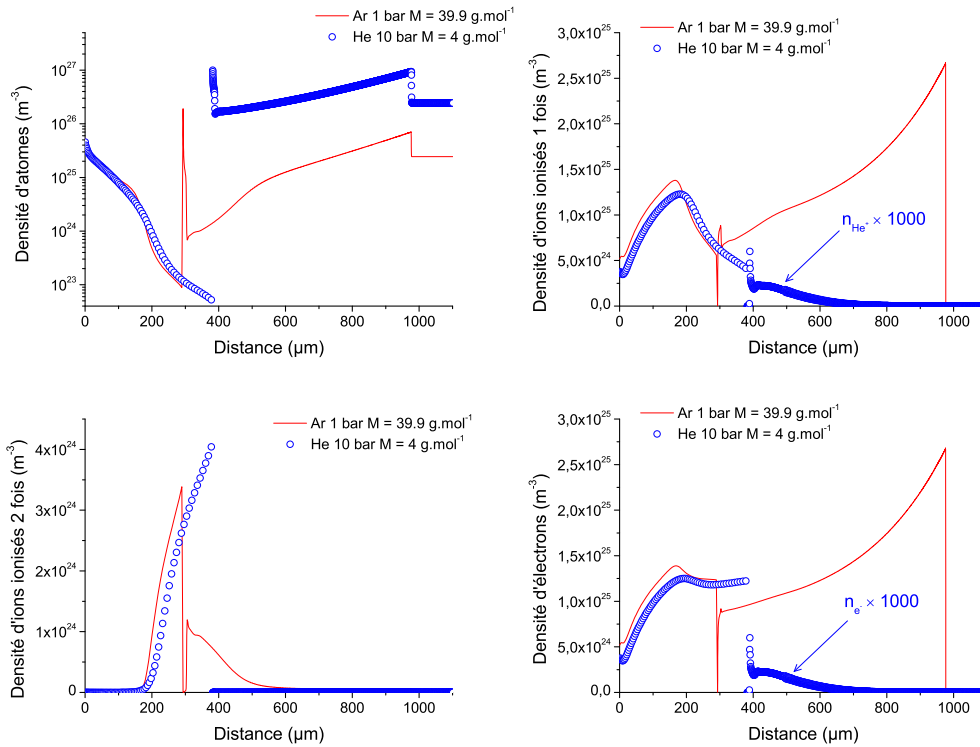 Ar 1 bar M = 39.9 g.mol⁻¹
He 10 bar M = 4 g.mol⁻¹
Densité d'atomes (m⁻³)
10²⁸
10²⁷
10²⁶
10²⁵
10²⁴
10²³
0 200 400 600 800 1000
Distance (µm)
Ar 1 bar M = 39.9 g.mol⁻¹
He 10 bar M = 4 g.mol⁻¹
Densité d'ions ionisés 1 fois (m⁻³)
3,0x10²⁵
2,5x10²⁵
2,0x10²⁵
1,5x10²⁵
1,0x10²⁵
5,0x10²⁴
0,0
n_He⁺ × 1000
0 200 400 600 800 1000
Distance (µm)
Ar 1 bar M = 39.9 g.mol⁻¹
He 10 bar M = 4 g.mol⁻¹
Densité d'ions ionisés 2 fois (m⁻³)
4x10²⁴
3x10²⁴
2x10²⁴
1x10²⁴
0
0 200 400 600 800 1000
Distance (µm)
Ar 1 bar M = 39.9 g.mol⁻¹
He 10 bar M = 4 g.mol⁻¹
Densité d'électrons (m⁻³)
3,0x10²⁵
2,5x10²⁵
2,0x10²⁵
1,5x10²⁵
1,0x10²⁵
5,0x10²⁴
0,0
n_e⁻ × 1000
0 200 400 600 800 1000
Distance (µm)